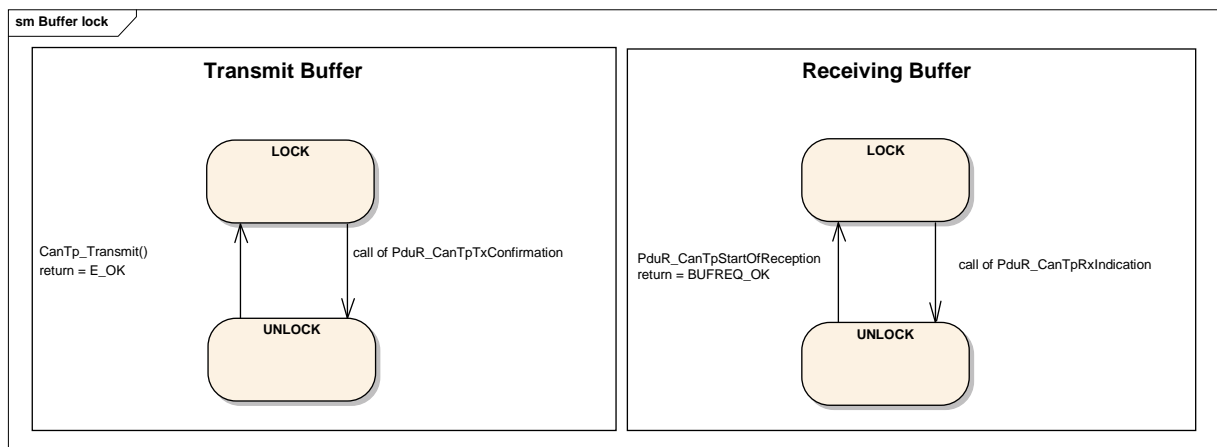 sm Buffer lock
Transmit Buffer
LOCK
CanTp_Transmit()
return = E_OK
call of PduR_CanTpTxConfirmation
UNLOCK
Receiving Buffer
LOCK
PduR_CanTpStartOfReception
return = BUFREQ_OK
call of PduR_CanTpRxIndication
UNLOCK